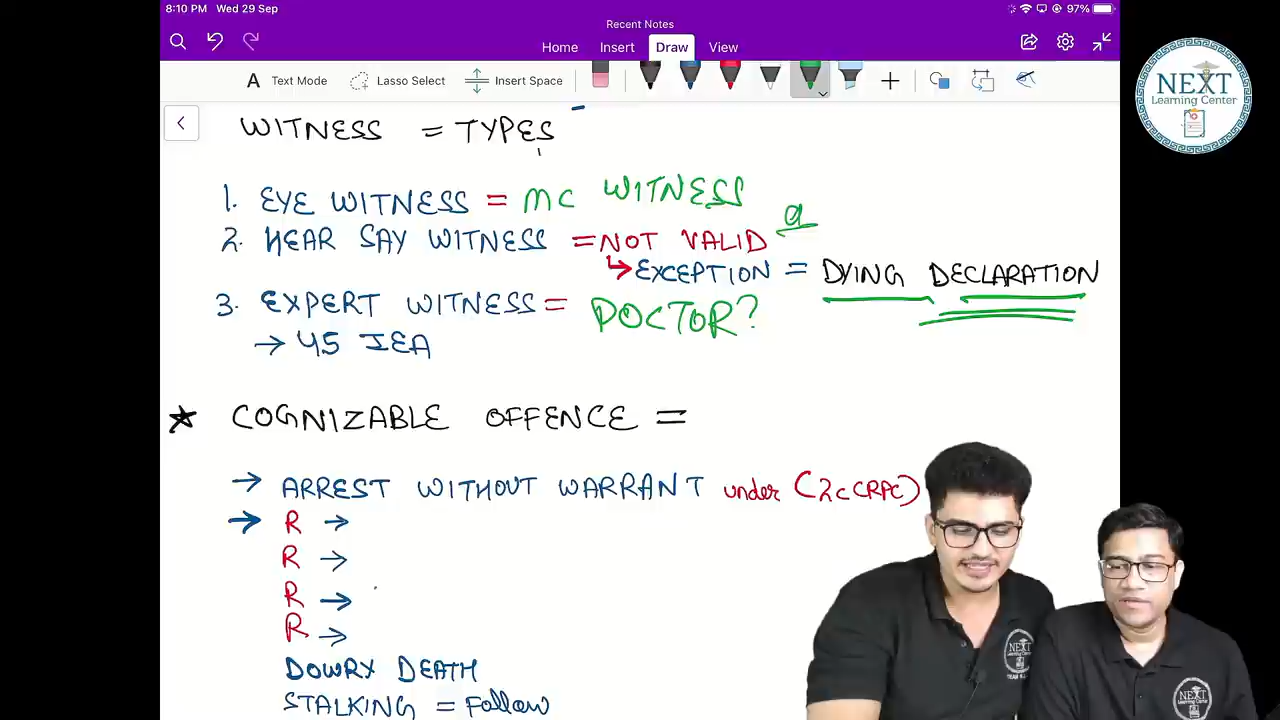 8:10 PM Wed 29 Sep
97%
Recent Notes
Home Insert Draw View
Text Mode Lasso Select Insert Space
NEXT
Learning Center
WITNESS = TYPES
1. EYE WITNESS = MC WITNESS
2. HEAR SAY WITNESS = NOT VALID
↳ EXCEPTION = DYING DECLARATION
3. EXPERT WITNESS = DOCTOR?
→ 45 IEA
★ COGNIZABLE OFFENCE =
→ ARREST WITHOUT WARRANT under (2c CRPC)
→ R →
R →
R →
R →
DOWRY DEATH
STALKING = Follow
NEXT
NEXT